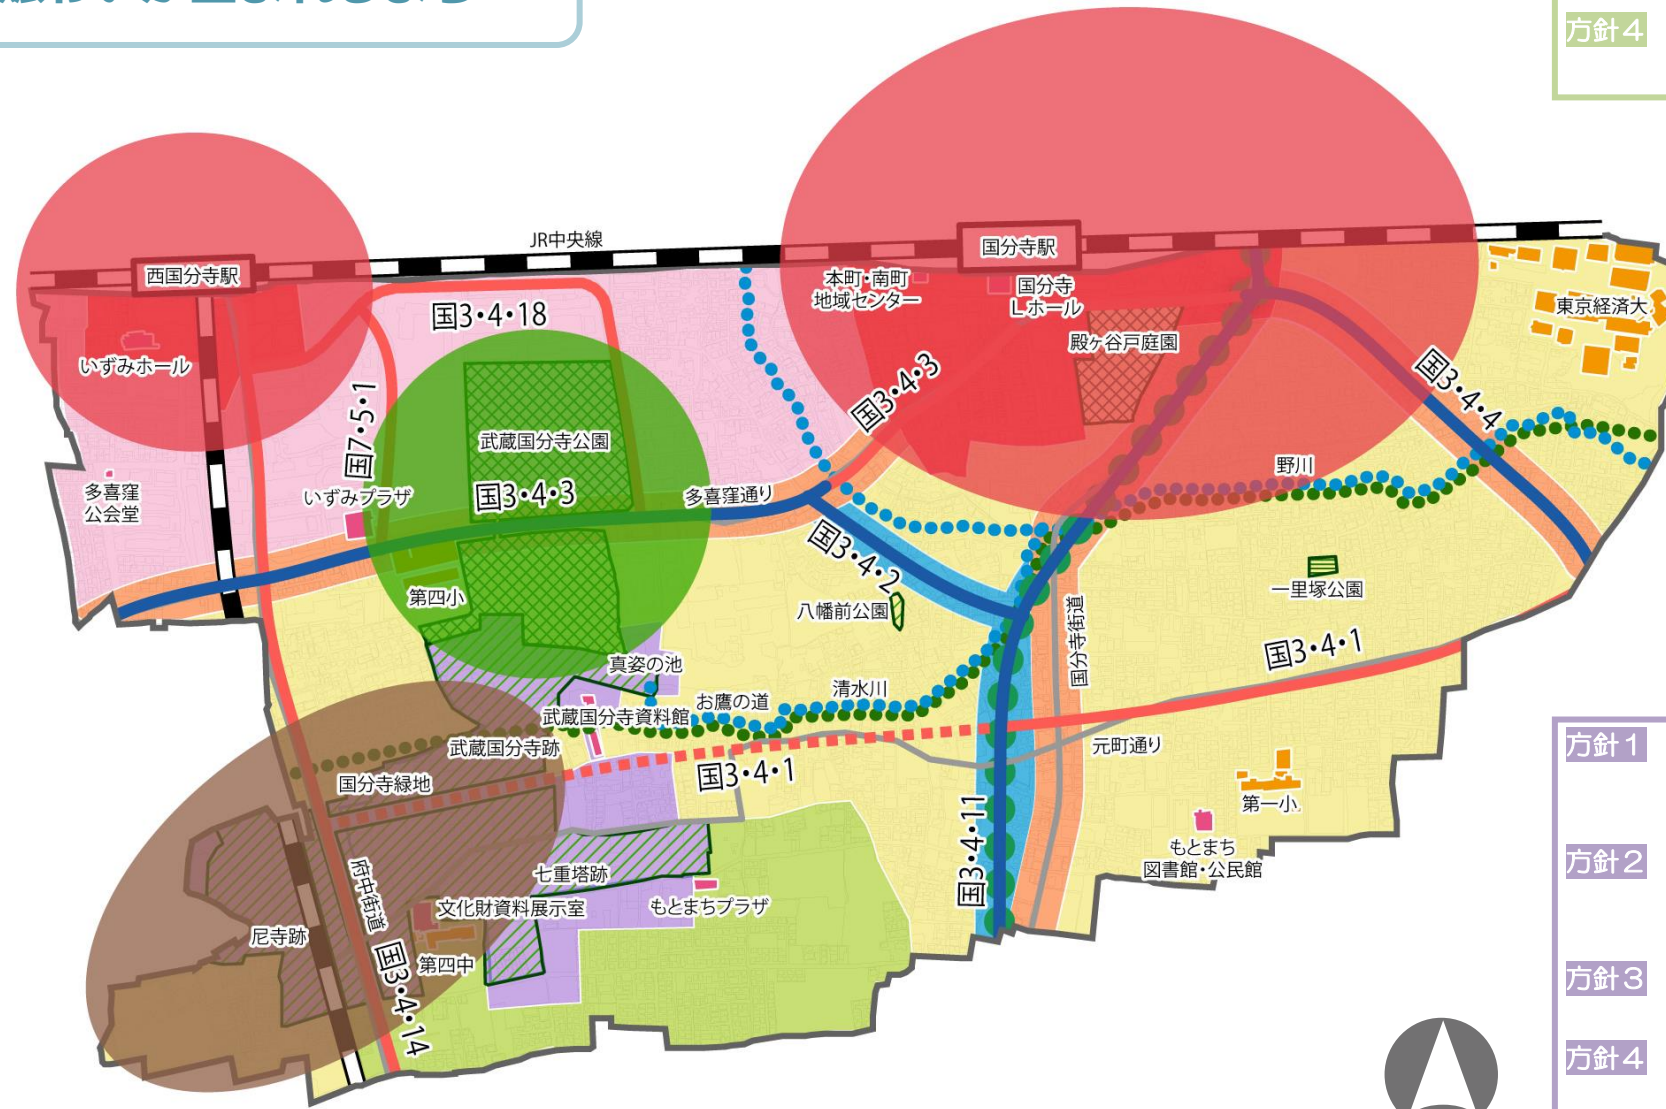 方針4
JR中央線
西国分寺駅
国分寺駅
本町・南町
地域センター
国分寺
Lホール
東京経済大
国3・4・18
いずみホール
殿ヶ谷戸庭園
国3・4・3
国3・4・4
国7・5・1
武蔵国分寺公園
多喜窪
公会堂
いずみプラザ
国3・4・3
多喜窪通り
野川
国3・4・2
第四小
八幡前公園
一里塚公園
国分寺街道
国3・4・1
真姿の池
お鷹の道
清水川
武蔵国分寺資料館
武蔵国分寺跡
元町通り
国分寺緑地
国3・4・1
方針1
国3・4・11
第一小
もとまち
図書館・公民館
方針2
府中街道
七重塔跡
文化財資料展示室
もとまちプラザ
尼寺跡
第四中
国3・4・14
方針3
方針4